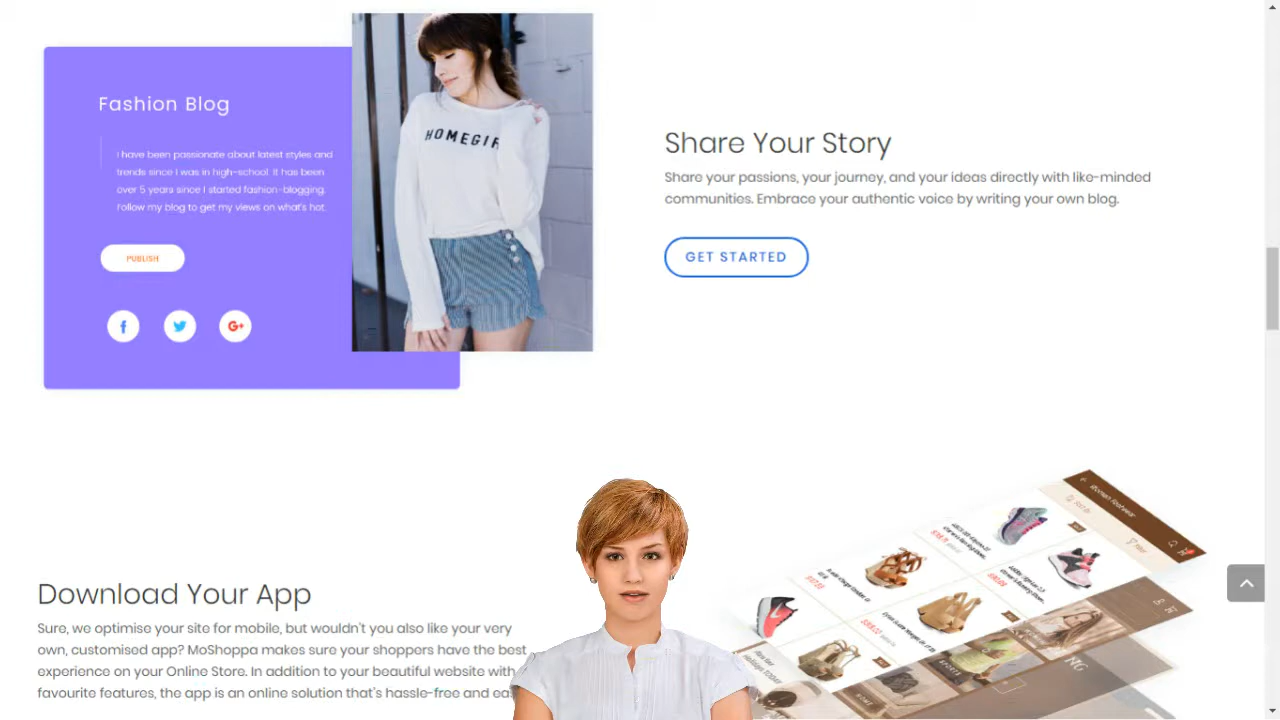 Fashion Blog
I have been passionate about latest styles and
trends since I was in high-school. It has been
over 5 years since I started fashion-blogging.
Follow my blog to get my views on what's hot.
PUBLISH
HOMEGIR
Share Your Story
Share your passions, your journey, and your ideas directly with like-minded
communities. Embrace your authentic voice by writing your own blog.
GET STARTED
Download Your App
Sure, we optimise your site for mobile, but wouldn't you also like your very
own, customised app? MoShoppa makes sure your shoppers have the best
experience on your Online Store. In addition to your beautiful website with
favourite features, the app is an online solution that's hassle-free and
Women Footwear
Sort By
Filter